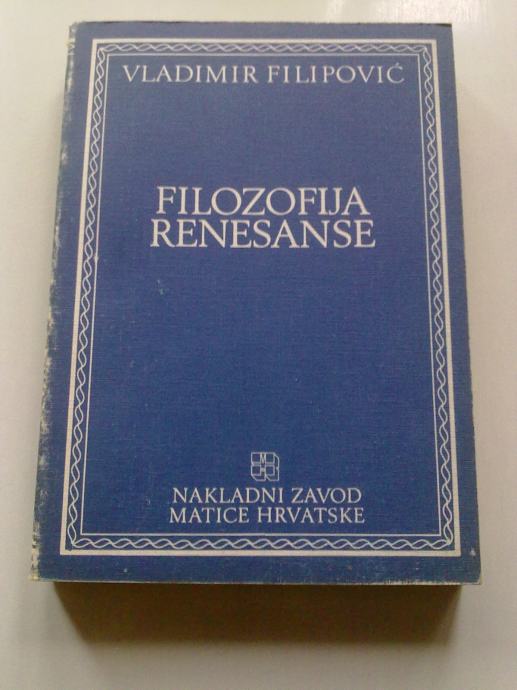 VLADIMIR FILIPOVIĆ
FILOZOFIJA
RENESANSE
NAKLADNI ZAVOD
MATICE HRVATSKE